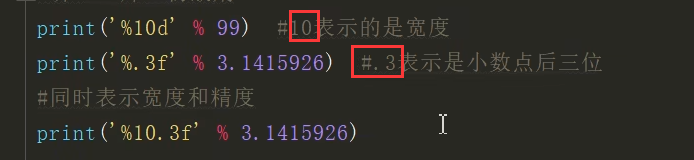 print('%10d' % 99)  #10表示的是宽度
print('%.3f' % 3.1415926)  #.3表示是小数点后三位
#同时表示宽度和精度
print('%10.3f' % 3.1415926)